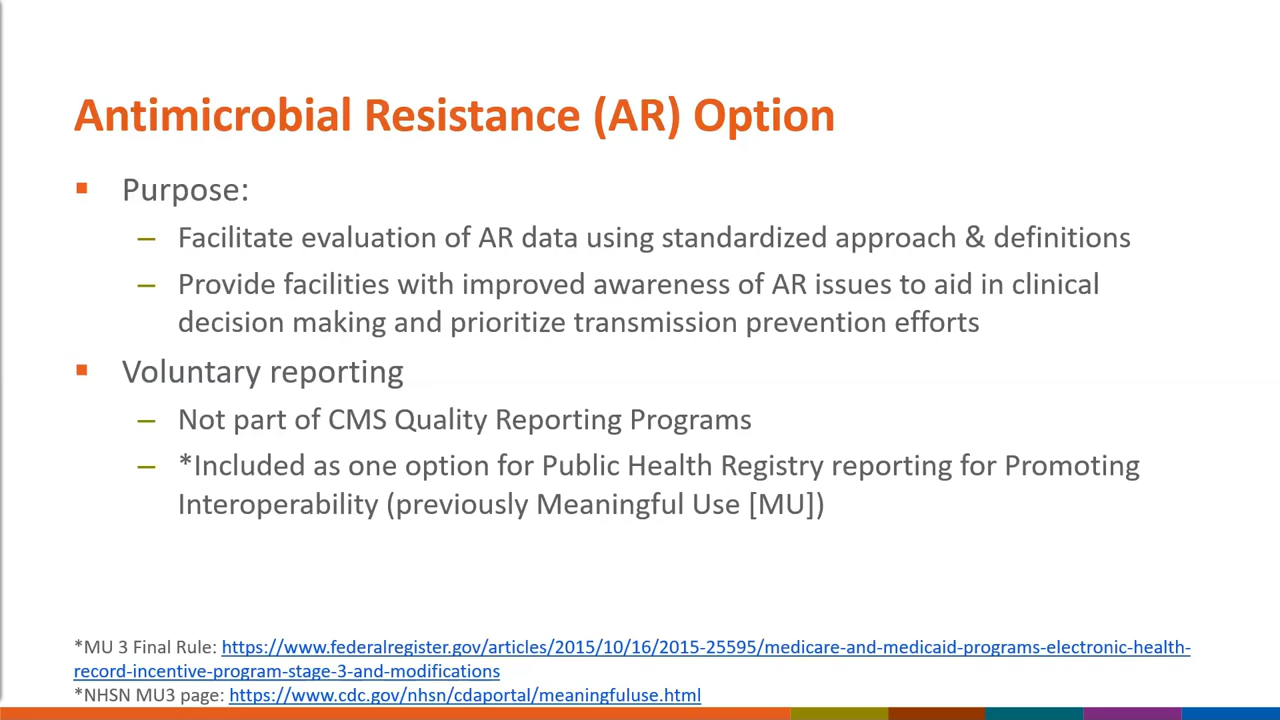 Antimicrobial Resistance (AR) Option
▪ Purpose:
– Facilitate evaluation of AR data using standardized approach & definitions
– Provide facilities with improved awareness of AR issues to aid in clinical
decision making and prioritize transmission prevention efforts
▪ Voluntary reporting
– Not part of CMS Quality Reporting Programs
– *Included as one option for Public Health Registry reporting for Promoting
Interoperability (previously Meaningful Use [MU])
*MU 3 Final Rule: https://www.federalregister.gov/articles/2015/10/16/2015-25595/medicare-and-medicaid-programs-electronic-health-
record-incentive-program-stage-3-and-modifications
*NHSN MU3 page: https://www.cdc.gov/nhsn/cdaportal/meaningfuluse.html